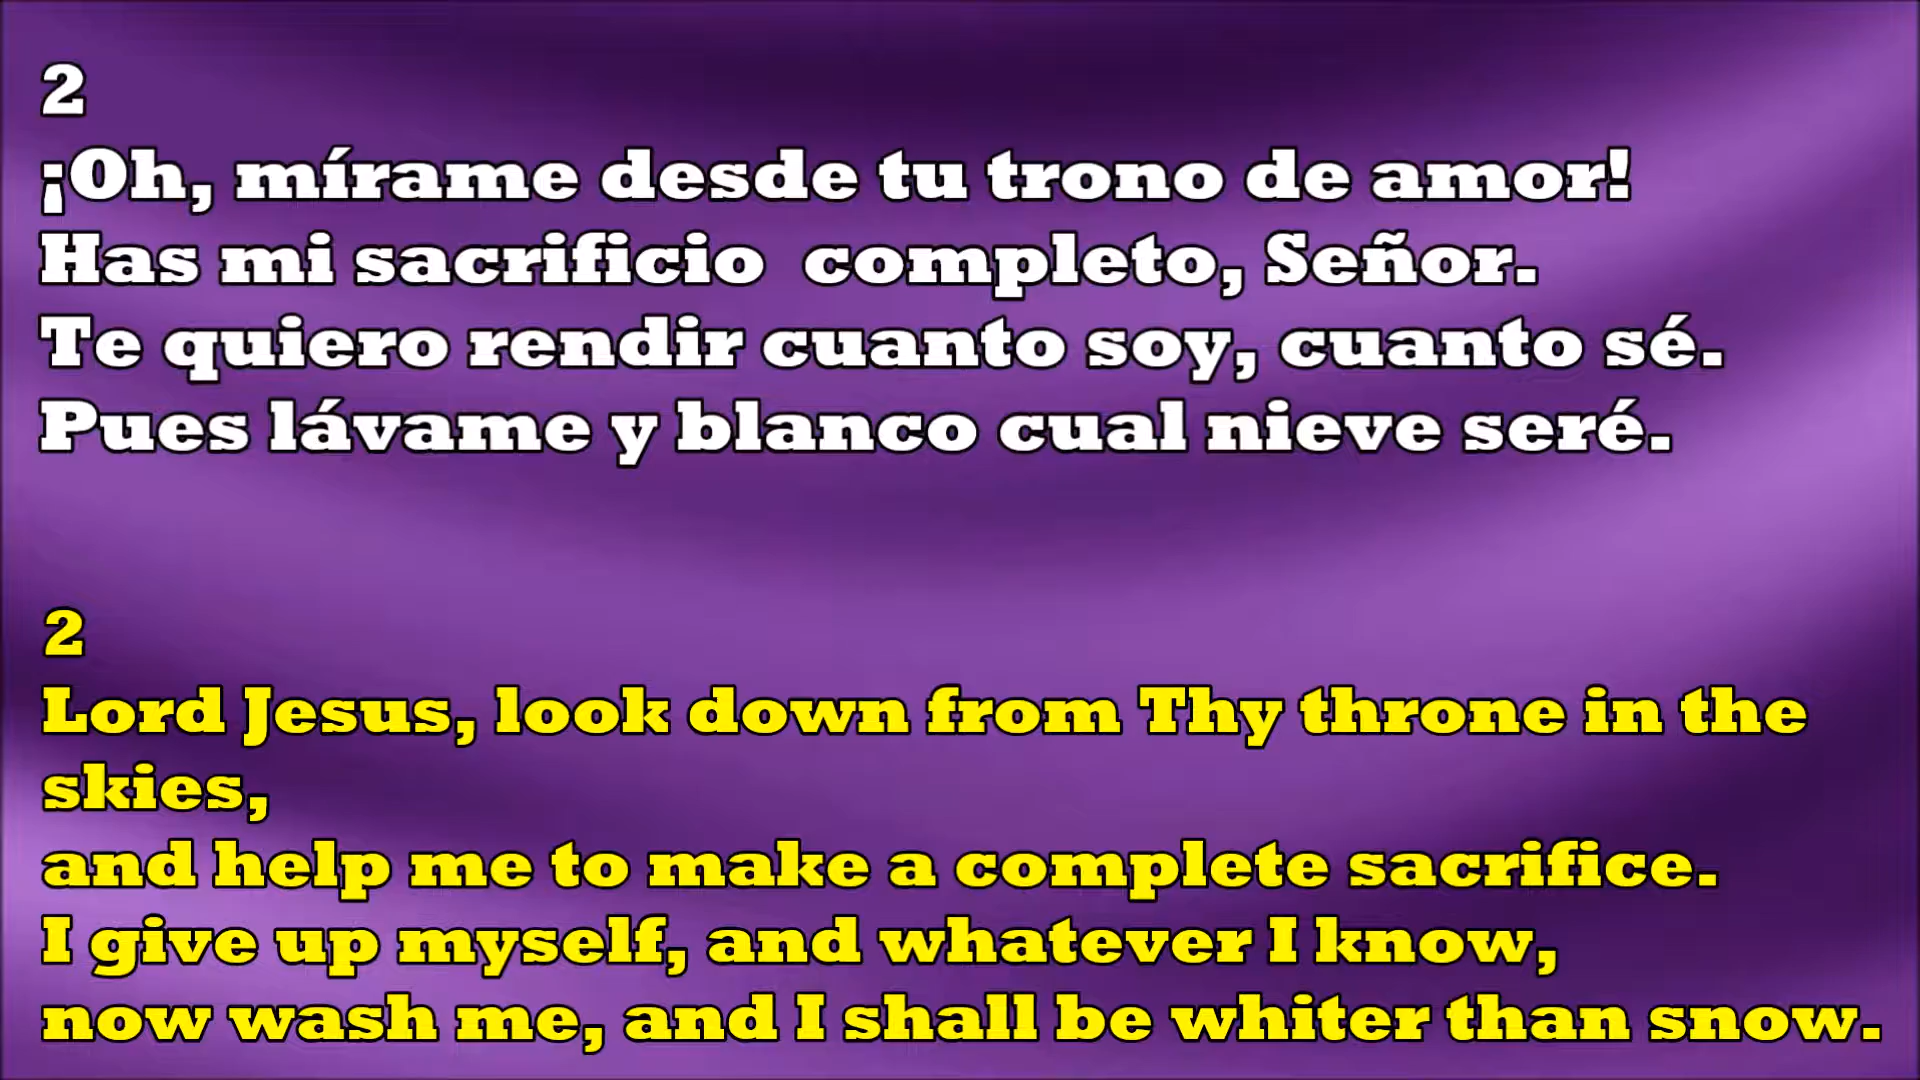 2
¡Oh, mírame desde tu trono de amor!
Has mi sacrificio  completo, Señor.
Te quiero rendir cuanto soy, cuanto sé.
Pues lávame y blanco cual nieve seré.
2
Lord Jesus, look down from Thy throne in the
skies,
and help me to make a complete sacrifice.
I give up myself, and whatever I know,
now wash me, and I shall be whiter than snow.